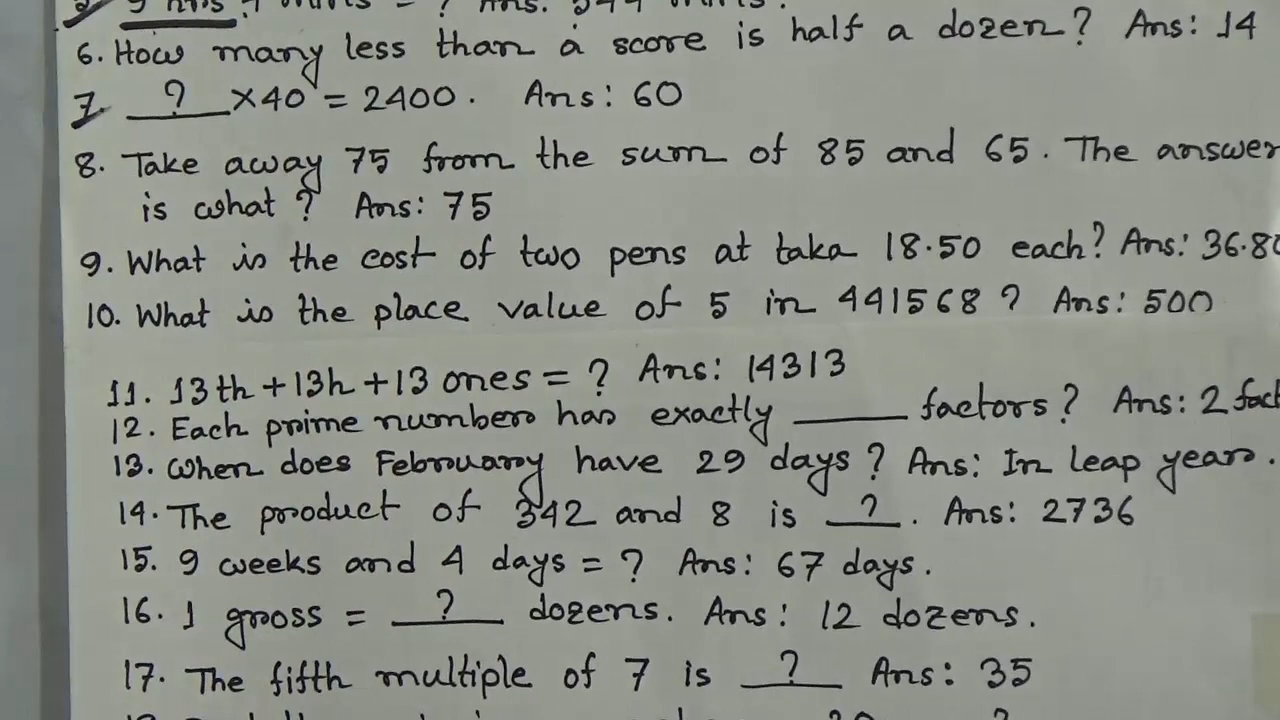 6. How many less than a score is half a dozen? Ans: 14
7. ? ×40 = 2400. Ans: 60
8. Take away 75 from the sum of 85 and 65. The answer
is what? Ans: 75
9. What is the cost of two pens at taka 18.50 each? Ans: 36.80
10. What is the place value of 5 in 441568? Ans: 500
11. 13th +13h +13 ones = ? Ans: 14313
12. Each prime numbers has exactly ____ factors? Ans: 2 fact
13. When does February have 29 days? Ans: In leap years.
14. The product of 342 and 8 is ? . Ans: 2736
15. 9 weeks and 4 days = ? Ans: 67 days.
16. 1 gross = ? dozens. Ans: 12 dozens.
17. The fifth multiple of 7 is ? Ans: 35